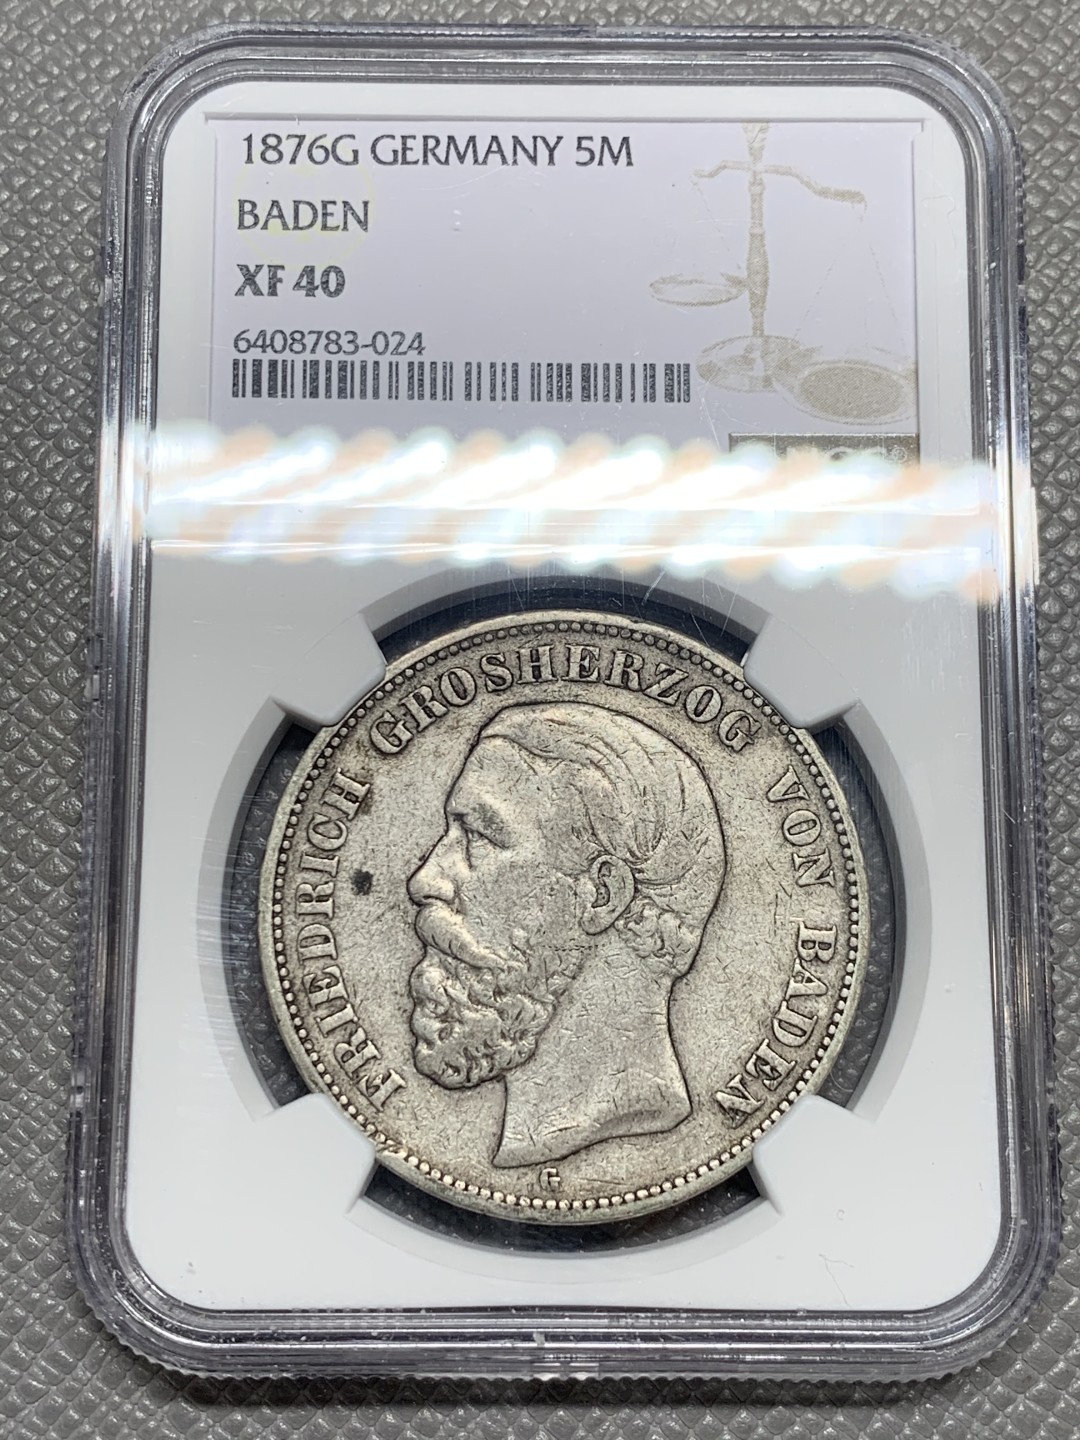 1876G GERMANY 5M
BADEN
XF 40
6408783-024
FRIEDRICH GROSHERZOG VON BADEN
G